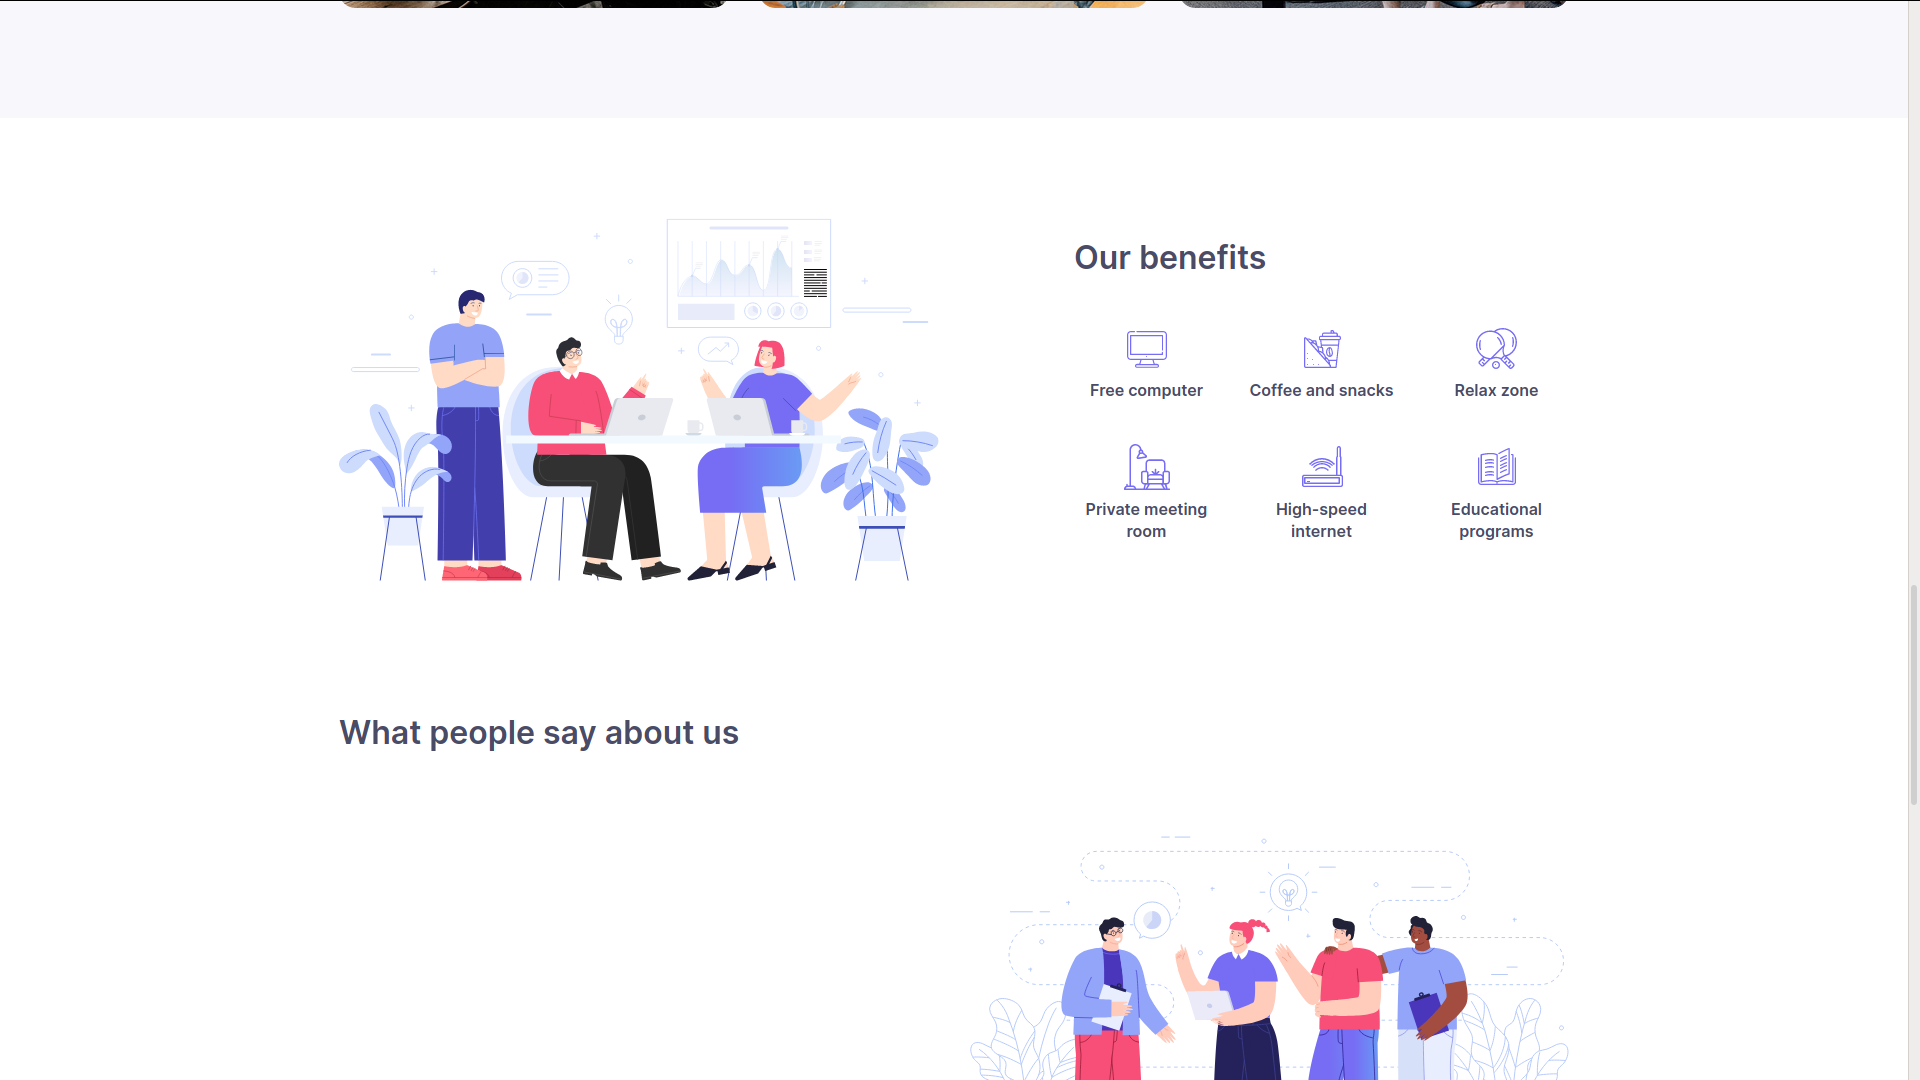 Our benefits
Free computer
Coffee and snacks
Relax zone
Private meeting
room
High-speed
internet
Educational
programs
What people say about us